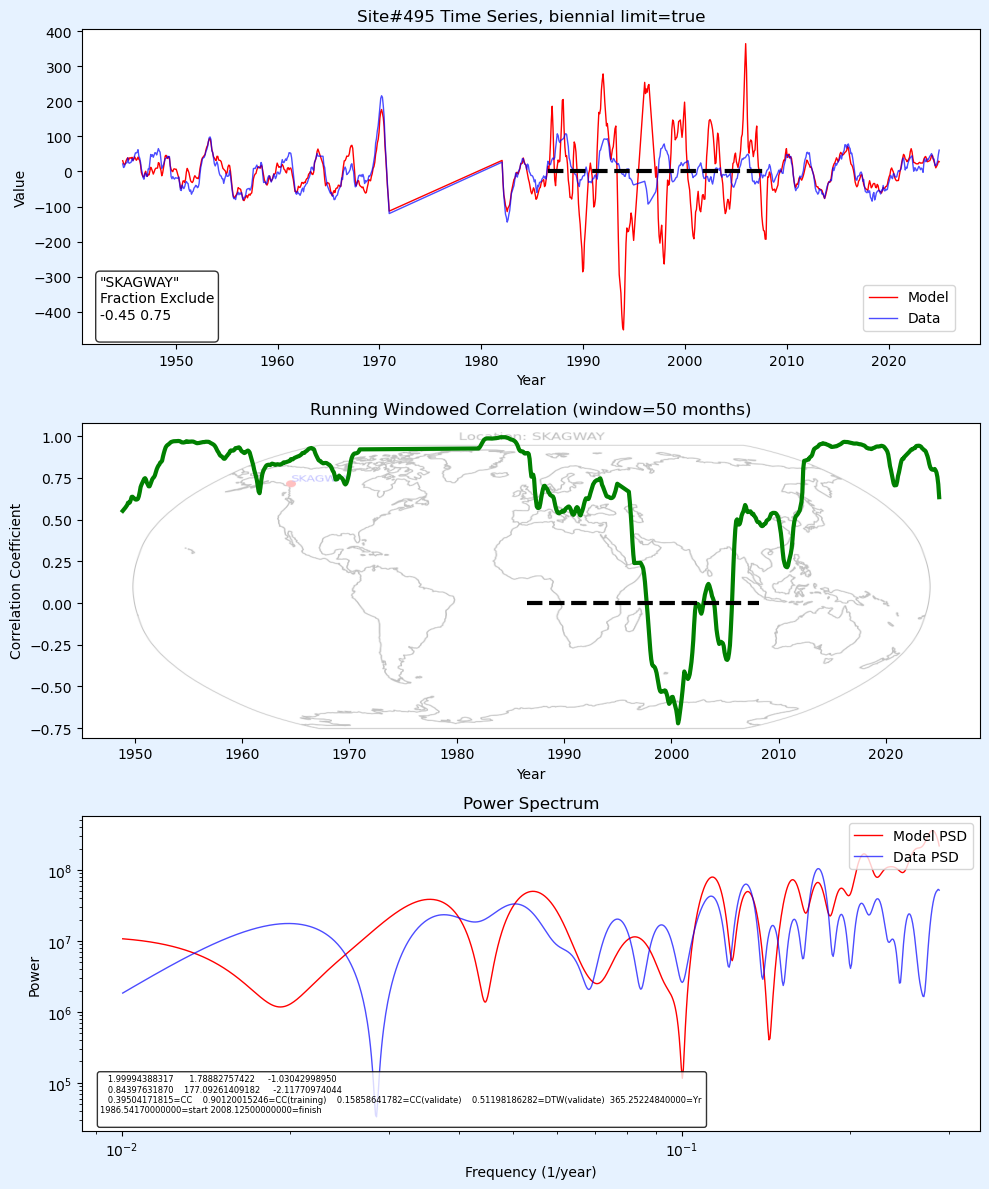 Site#495 Time Series, biennial limit=true
400
300
200
100
0
−100
−200
−300
−400
Value
"SKAGWAY"
Fraction Exclude
-0.45 0.75
Model
Data
1950
1960
1970
1980
1990
2000
2010
2020
Year
Running Windowed Correlation (window=50 months)
Location: SKAGWAY
1.00
0.75
0.50
0.25
0.00
−0.25
−0.50
−0.75
Correlation Coefficient
SKAGWAY
1950
1960
1970
1980
1990
2000
2010
2020
Year
Power Spectrum
Model PSD
Data PSD
10^8
10^7
10^6
10^5
Power
1.99994388317 1.78882757422 -1.03042998950
0.84397631870 177.09261409182 -2.11770974044
0.39504171815=CC 0.90120015246=CC(training) 0.15858641782=CC(validate) 0.51198186282=DTW(validate) 365.25224840000=Yr
1986.54170000000=start 2008.12500000000=finish
10^−2
10^−1
Frequency (1/year)